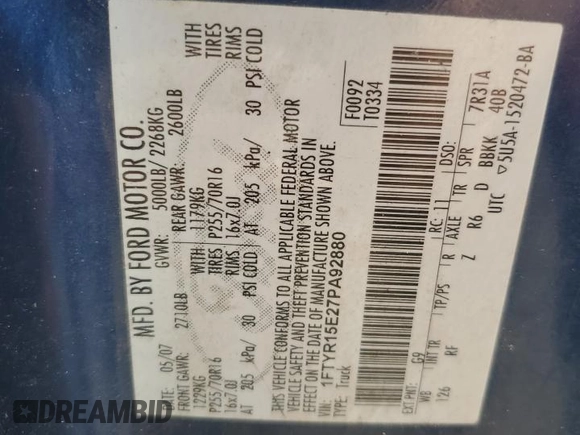 MFD. BY FORD MOTOR CO.
DATE: 05/07 GVWR: 5000LB/ 2268KG
FRONT GAWR: 2710LB REAR GAWR: 2600LB
1229KG WITH 1179KG WITH
P255/70R16 TIRES P255/70R16 TIRES
16x7.0J RIMS 16x7.0J RIMS
AT 205 kPa/ 30 PSI COLD AT 205 kPa/ 30 PSI COLD
THIS VEHICLE CONFORMS TO ALL APPLICABLE FEDERAL MOTOR
VEHICLE SAFETY AND THEFT PREVENTION STANDARDS IN
EFFECT ON THE DATE OF MANUFACTURE SHOWN ABOVE.
VIN: 1FTYR15E27PA92880 F0092
TYPE: Truck T0334
EXT PNT: G9 RC: 11 DSO:
WB INT TR TP/PS R AXLE TR SPR 7R31A
126 RF Z R6 D BBKK 40B
UTC ▽5U5A-1520472-BA
DREAMBID